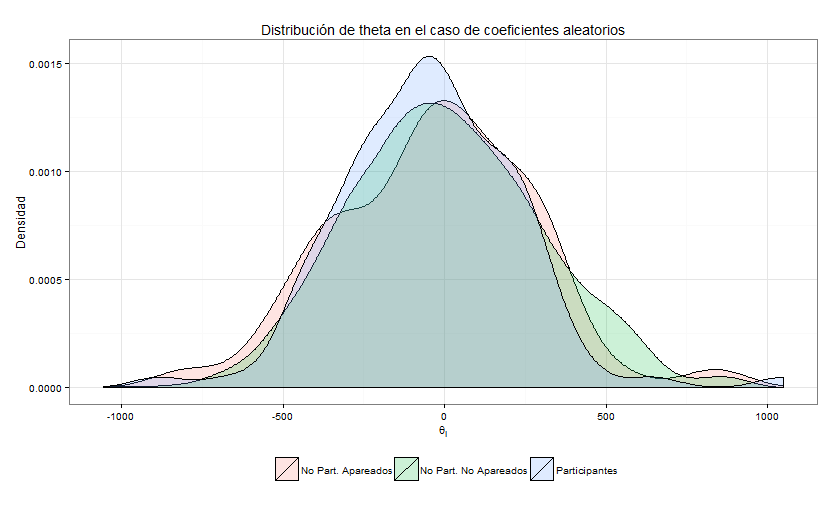 Distribución de theta en el caso de coeficientes aleatorios
Densidad
0.0015
0.0010
0.0005
0.0000
-1000 -500 0 500 1000
θi
No Part. Apareados No Part. No Apareados Participantes